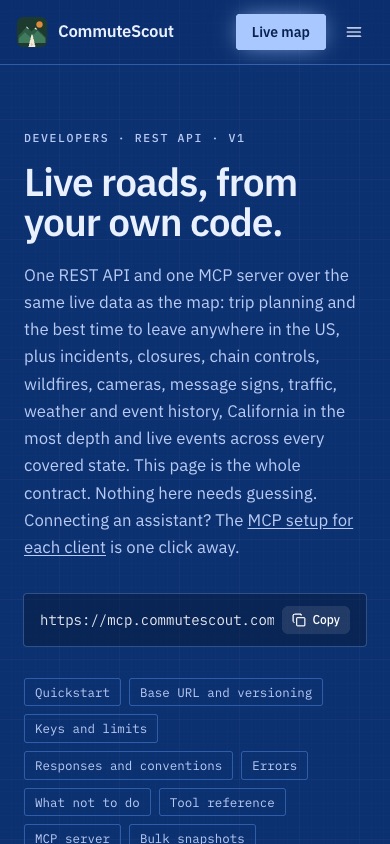 CommuteScout
Live map
DEVELOPERS · REST API · V1
Live roads, from
your own code.
One REST API and one MCP server over the
same live data as the map: trip planning and
the best time to leave anywhere in the US,
plus incidents, closures, chain controls,
wildfires, cameras, message signs, traffic,
weather and event history, California in the
most depth and live events across every
covered state. This page is the whole
contract. Nothing here needs guessing.
Connecting an assistant? The MCP setup for
each client is one click away.
https://mcp.commutescout.com
Copy
Quickstart
Base URL and versioning
Keys and limits
Responses and conventions
Errors
What not to do
Tool reference
MCP server
Bulk snapshots